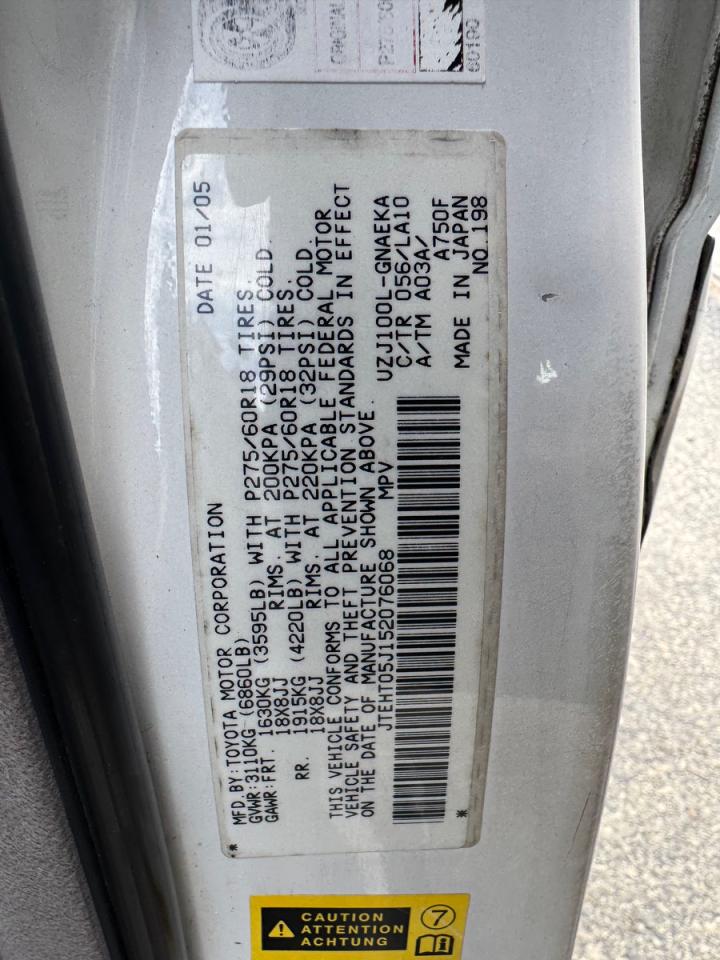 ORIGINAL
00190
DATE 01/05
MFD.BY:TOYOTA MOTOR CORPORATION
GVWR:3110KG (6860LB)
GAWR:FRT. 1630KG (3595LB) WITH P275/60R18 TIRES.
18X8JJ RIMS. AT 200KPA (29PSI) COLD.
RR. 1915KG (4220LB) WITH P275/60R18 TIRES.
18X8JJ RIMS. AT 220KPA (32PSI) COLD.
THIS VEHICLE CONFORMS TO ALL APPLICABLE FEDERAL MOTOR
VEHICLE SAFETY AND THEFT PREVENTION STANDARDS IN EFFECT
ON THE DATE OF MANUFACTURE SHOWN ABOVE.
JTEHT05J152076068 MPV
UZJ100L-GNAEKA
C/TR 056/LA10
A/TM A03A/
A750F
MADE IN JAPAN
NO.198
CAUTION
ATTENTION
ACHTUNG
7